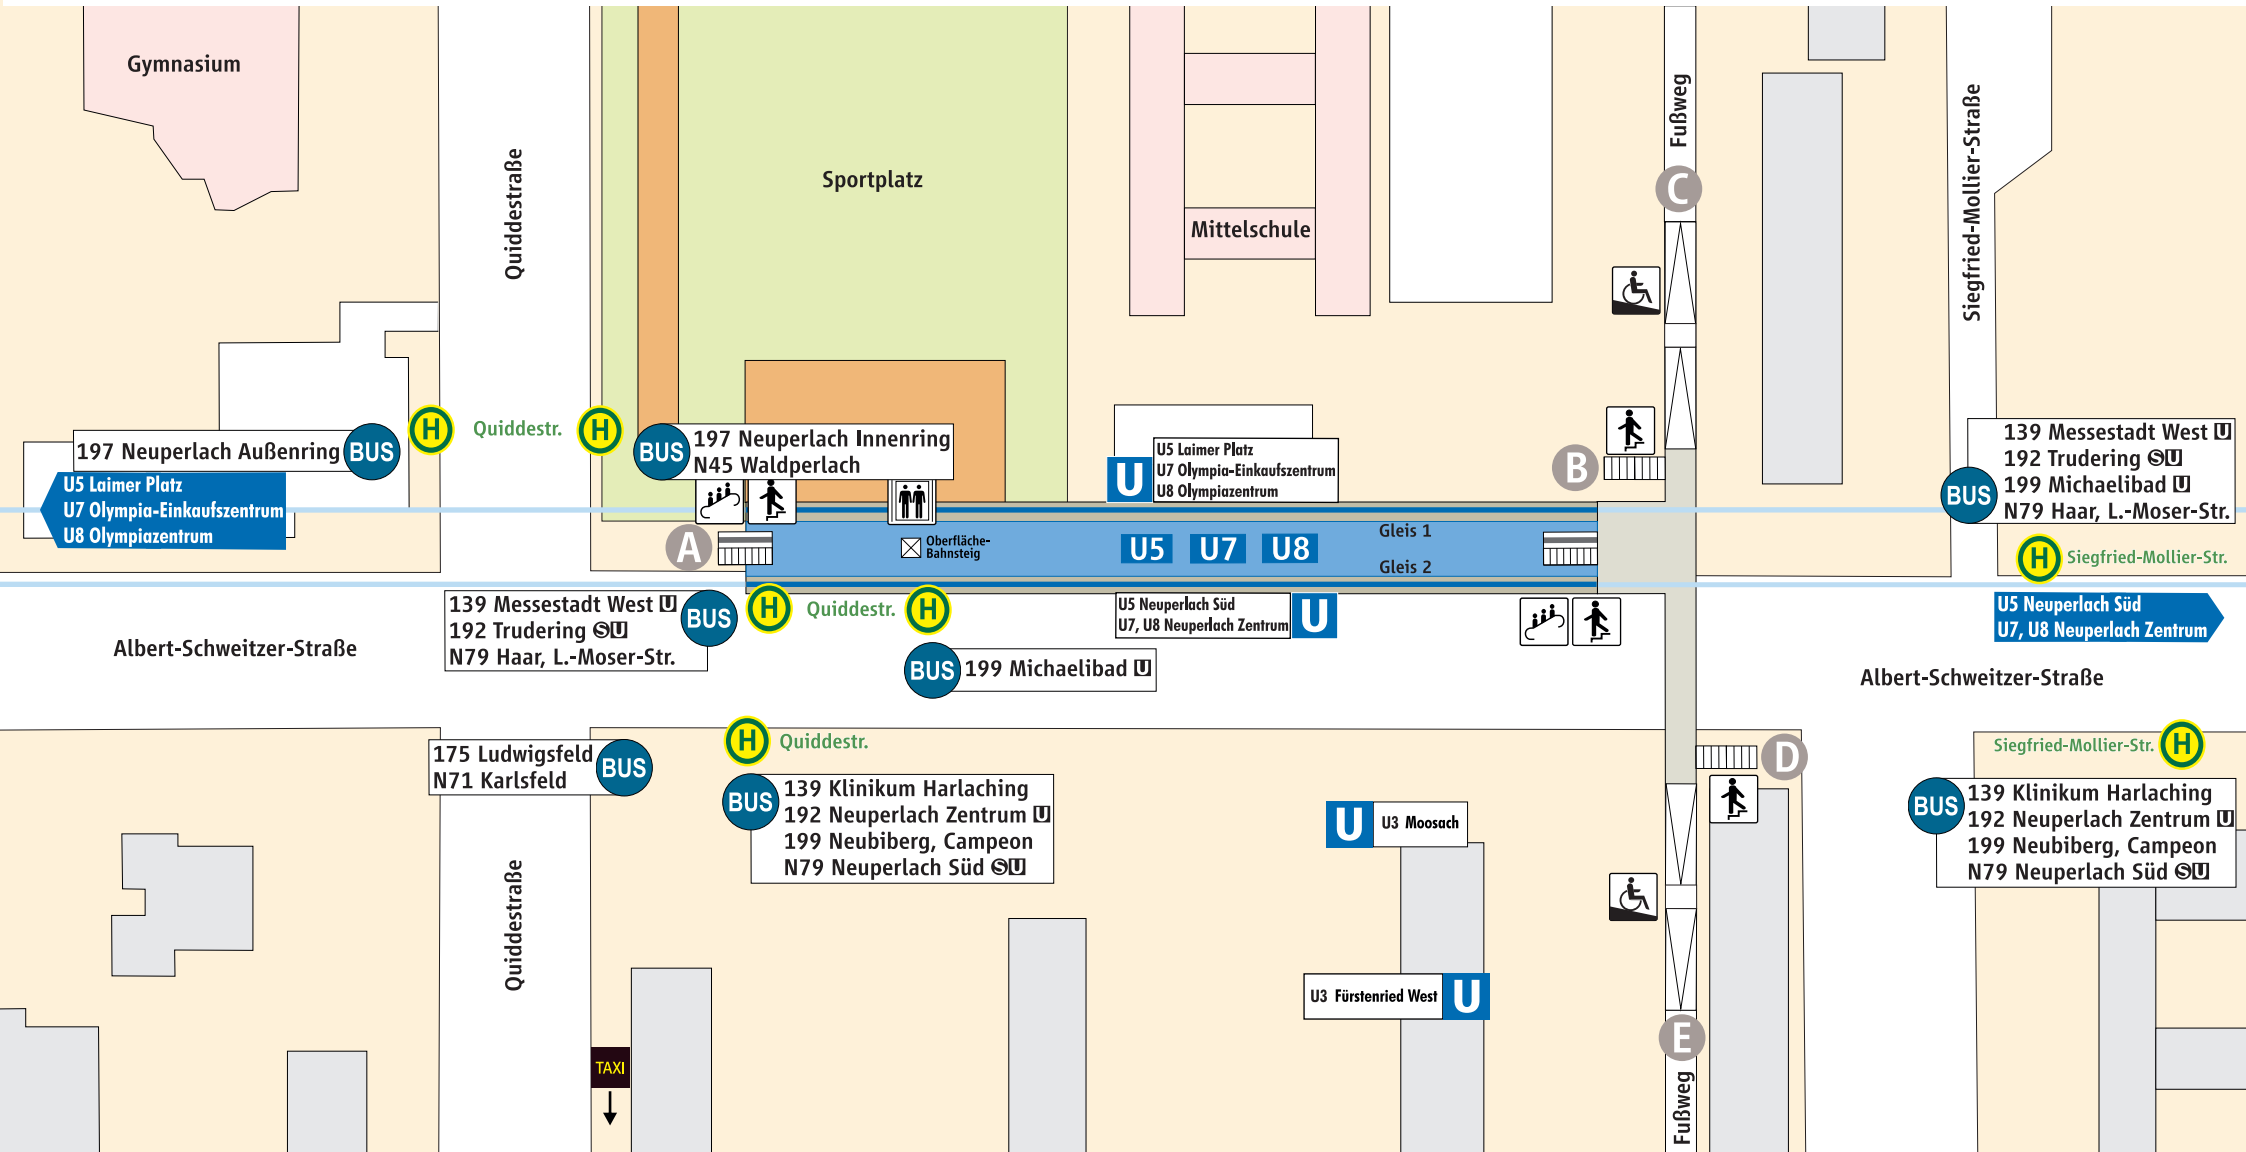 Gymnasium
Quiddestraße
Sportplatz
Mittelschule
Fußweg
C
Siegfried-Mollier-Straße
197 Neuperlach Außenring
BUS
H
Quiddestr.
H
BUS
197 Neuperlach Innenring
N45 Waldperlach
U5 Laimer Platz
U7 Olympia-Einkaufszentrum
U8 Olympiazentrum
U
U5 Laimer Platz
U7 Olympia-Einkaufszentrum
U8 Olympiazentrum
B
BUS
139 Messestadt West U
192 Trudering S U
199 Michaelibad U
N79 Haar, L.-Moser-Str.
A
Oberfläche-
Bahnsteig
U5 U7 U8
Gleis 1
Gleis 2
H
Siegfried-Mollier-Str.
139 Messestadt West U
192 Trudering S U
N79 Haar, L.-Moser-Str.
BUS
H
Quiddestr.
H
U5 Neuperlach Süd
U7, U8 Neuperlach Zentrum
U
U5 Neuperlach Süd
U7, U8 Neuperlach Zentrum
Albert-Schweitzer-Straße
BUS
199 Michaelibad U
Albert-Schweitzer-Straße
175 Ludwigsfeld
N71 Karlsfeld
BUS
H
Quiddestr.
BUS
139 Klinikum Harlaching
192 Neuperlach Zentrum U
199 Neubiberg, Campeon
N79 Neuperlach Süd S U
D
Siegfried-Mollier-Str.
H
BUS
139 Klinikum Harlaching
192 Neuperlach Zentrum U
199 Neubiberg, Campeon
N79 Neuperlach Süd S U
U
U3 Moosach
Quiddestraße
U3 Fürstenried West
U
E
TAXI
Fußweg